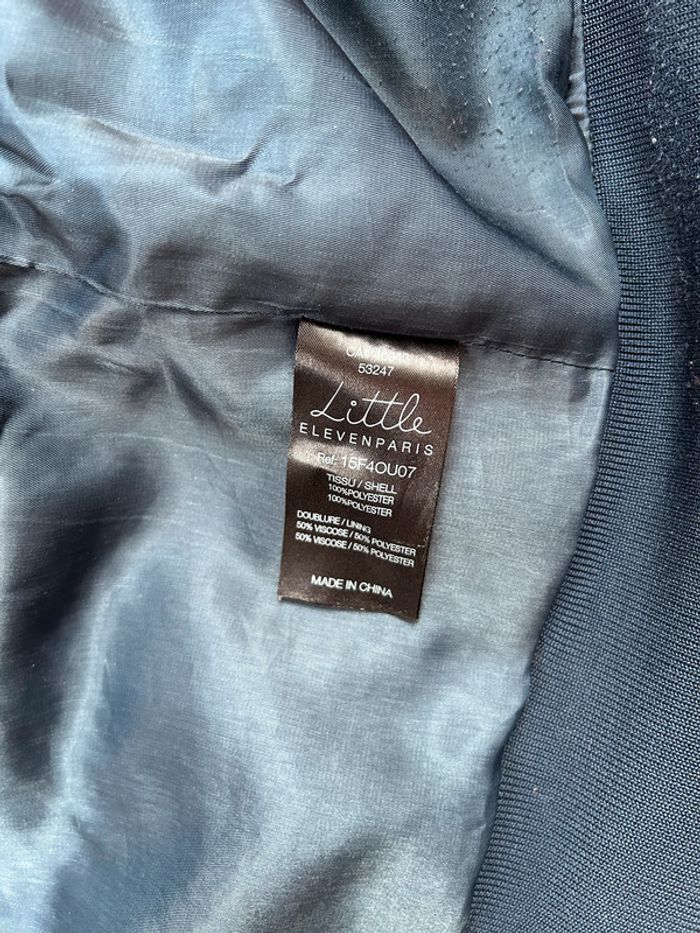 53247
Little
ELEVENPARIS
Ref: 15F4OU07
TISSU / SHELL
100%POLYESTER
100%POLYESTER
DOUBLURE / LINING
50% VISCOSE / 50% POLYESTER
50% VISCOSE / 50% POLYESTER
MADE IN CHINA